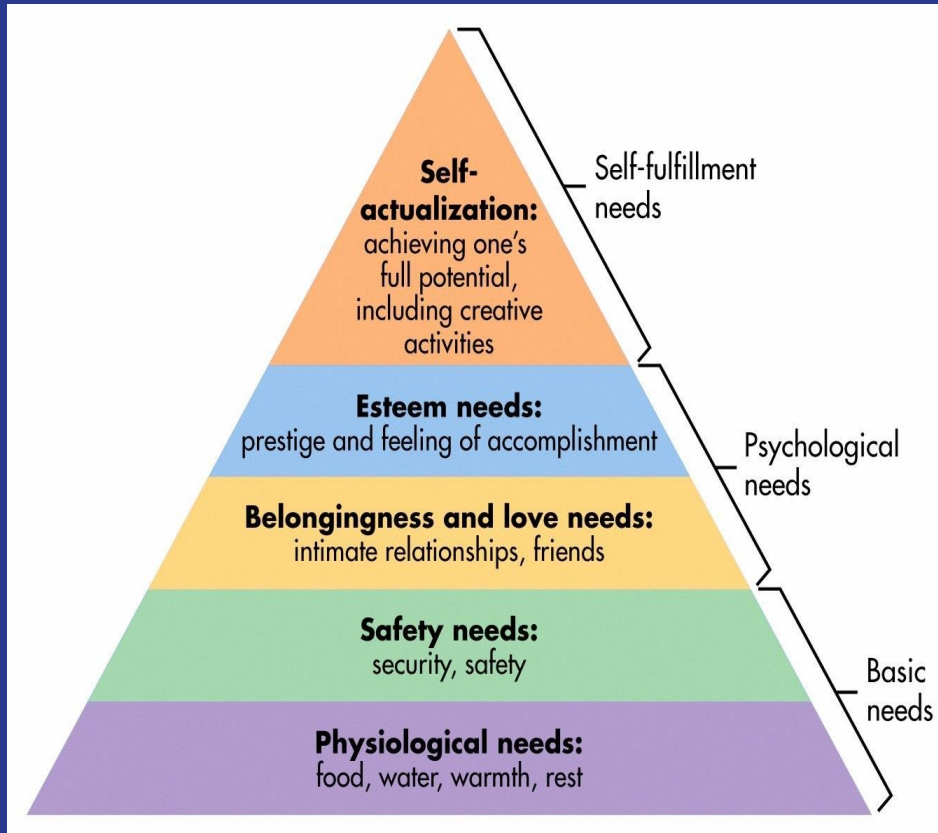 Self-
actualization:
achieving one's
full potential,
including creative
activities
Self-fulfillment
needs
Esteem needs:
prestige and feeling of accomplishment
Belongingness and love needs:
intimate relationships, friends
Psychological
needs
Safety needs:
security, safety
Physiological needs:
food, water, warmth, rest
Basic
needs